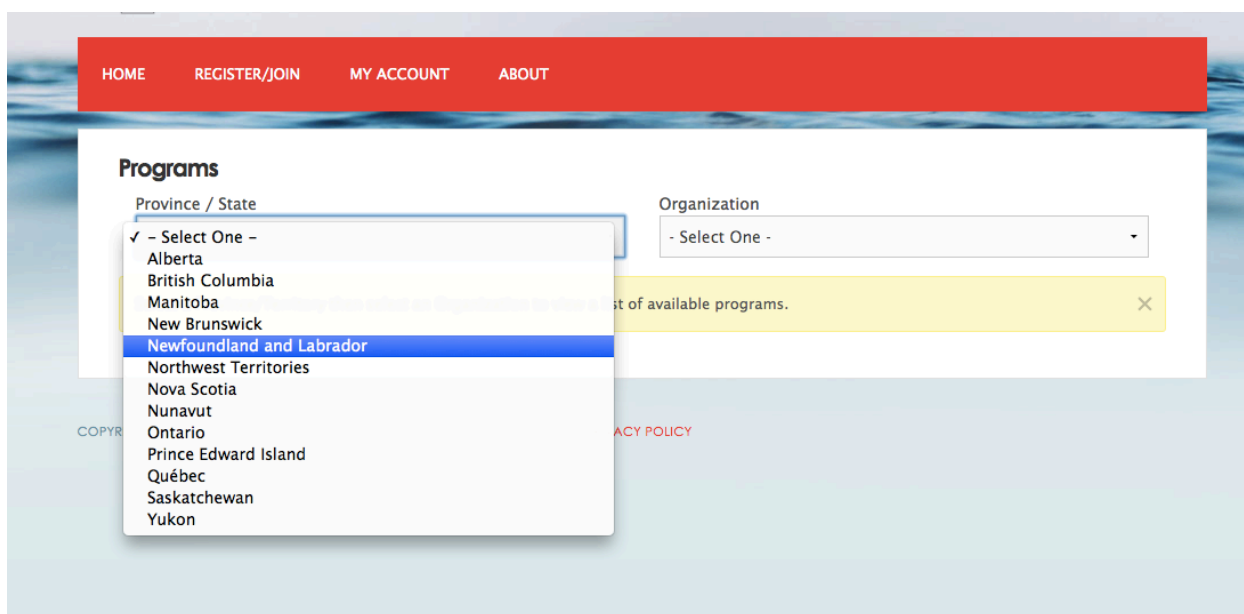 HOME REGISTER/JOIN MY ACCOUNT ABOUT
Programs
Province / State
Organization
✓ – Select One –
- Select One -
Alberta
British Columbia
Manitoba
New Brunswick
Newfoundland and Labrador
Northwest Territories
Nova Scotia
Nunavut
Ontario
Prince Edward Island
Québec
Saskatchewan
Yukon
of available programs.
POLICY